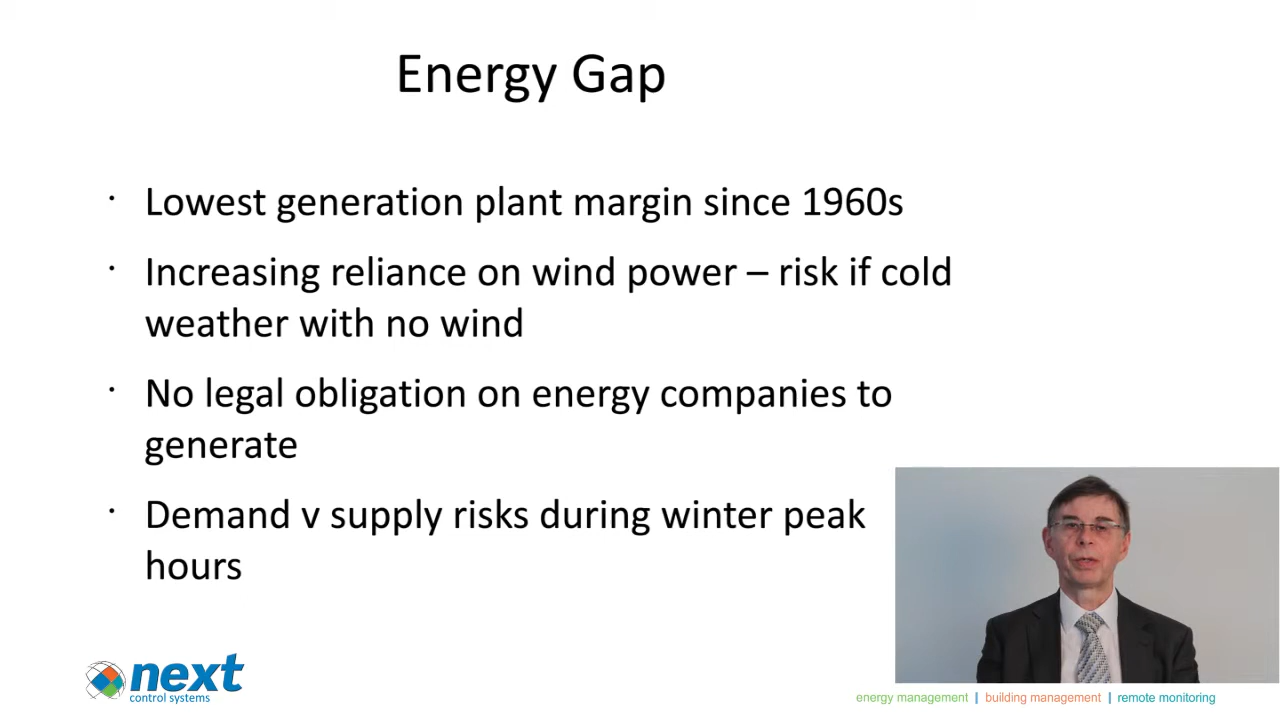 Energy Gap
Lowest generation plant margin since 1960s
Increasing reliance on wind power – risk if cold
weather with no wind
No legal obligation on energy companies to
generate
Demand v supply risks during winter peak
hours
next
control systems
energy management | building management | remote monitoring